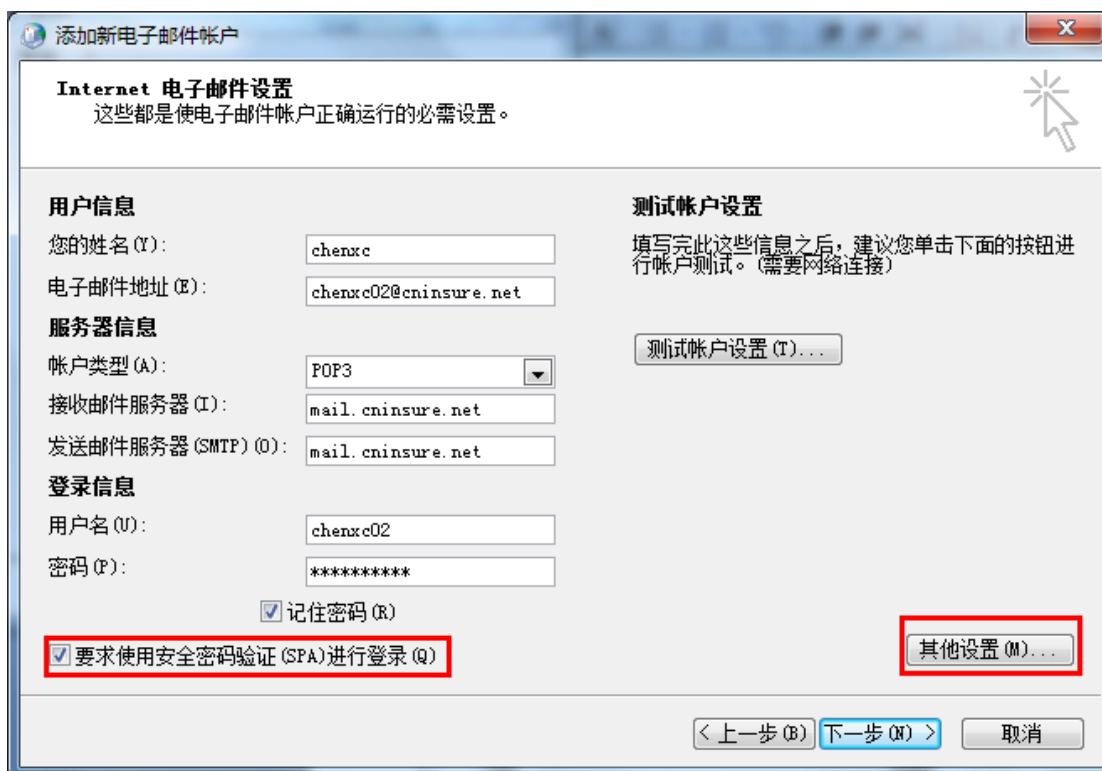 添加新电子邮件帐户
Internet 电子邮件设置
这些都是使电子邮件帐户正确运行的必需设置。
用户信息
您的姓名(Y):
chenxc
电子邮件地址(E):
chenxc02@cninsure.net
服务器信息
帐户类型(A):
POP3
接收邮件服务器(I):
mail.cninsure.net
发送邮件服务器(SMTP)(O):
mail.cninsure.net
登录信息
用户名(U):
chenxc02
密码(P):
**********
记住密码(R)
要求使用安全密码验证(SPA)进行登录(Q)
测试帐户设置
填写完此这些信息之后，建议您单击下面的按钮进
行帐户测试。(需要网络连接)
测试帐户设置(T)...
其他设置(M)...
< 上一步(B)
下一步(N) >
取消